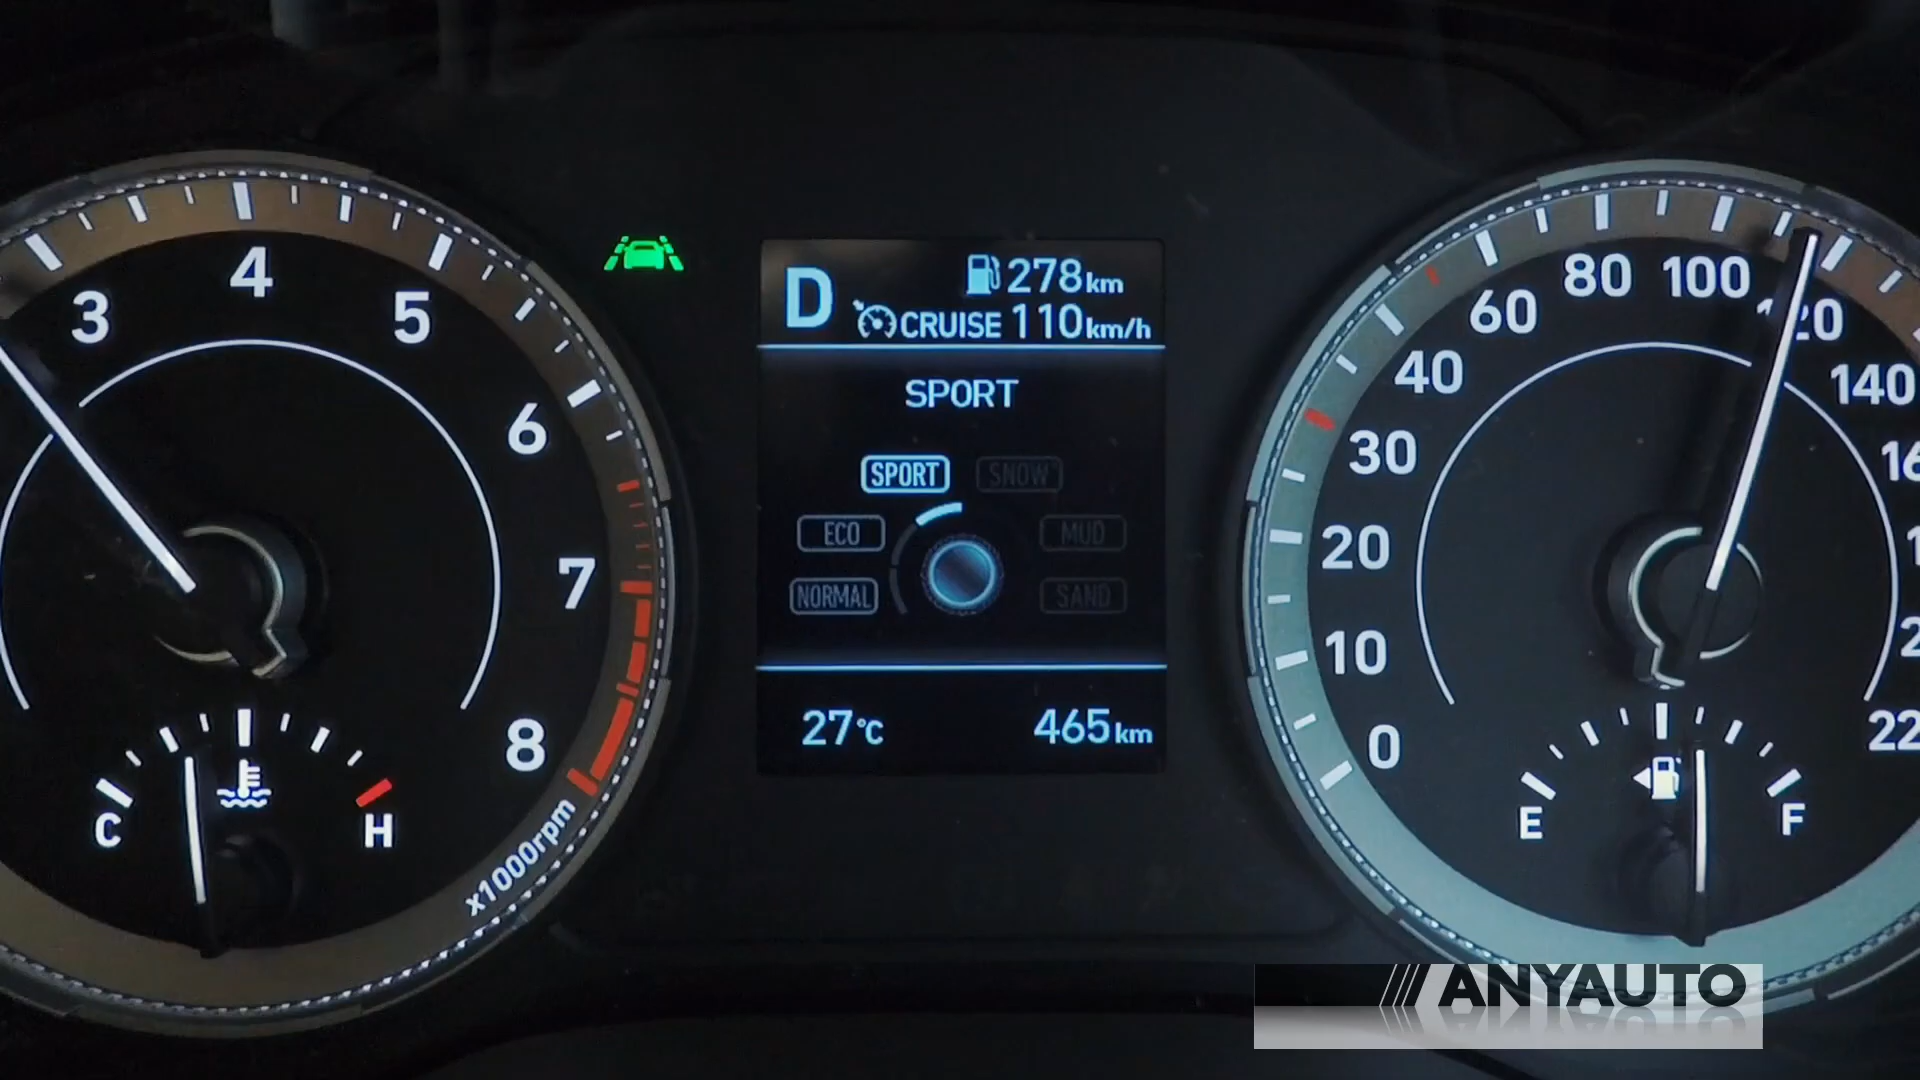 3
4
5
6
7
8
x1000rpm
C
H
D
278km
CRUISE 110km/h
SPORT
SPORT
SNOW
ECO
MUD
NORMAL
SAND
27°C
465km
0
10
20
30
40
60
80
100
120
140
E
F
ANYAUTO